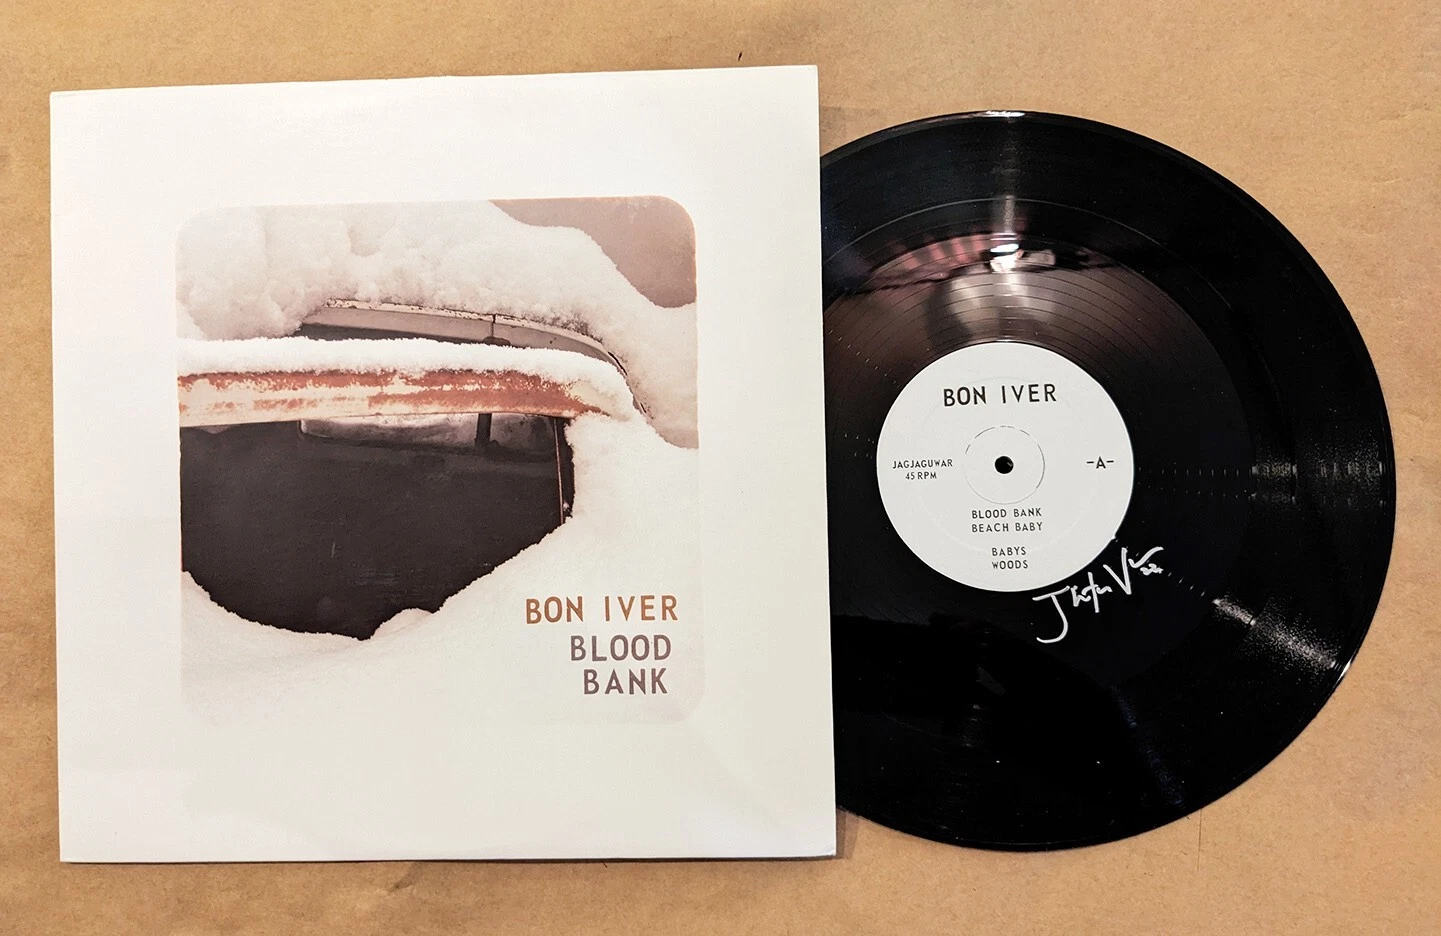 BON IVER
BLOOD
BANK
BON IVER
JAGJAGUWAR
45 RPM
-A-
BLOOD BANK
BEACH BABY
BABYS
WOODS